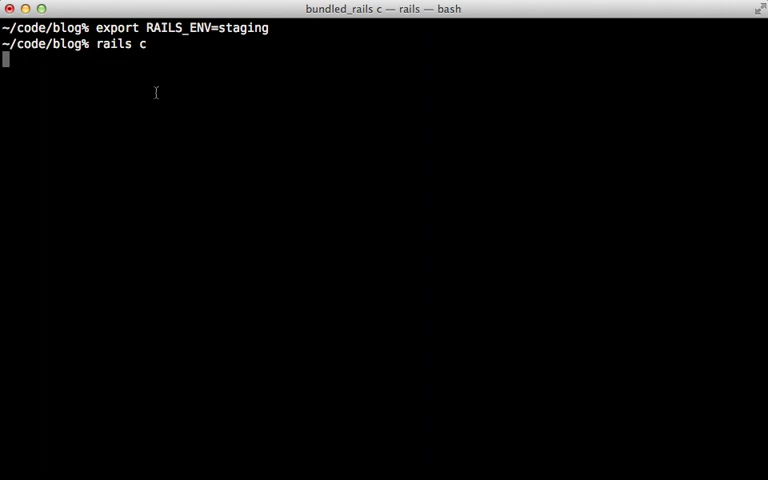 bundled_rails c — rails — bash
~/code/blog% export RAILS_ENV=staging
~/code/blog% rails c